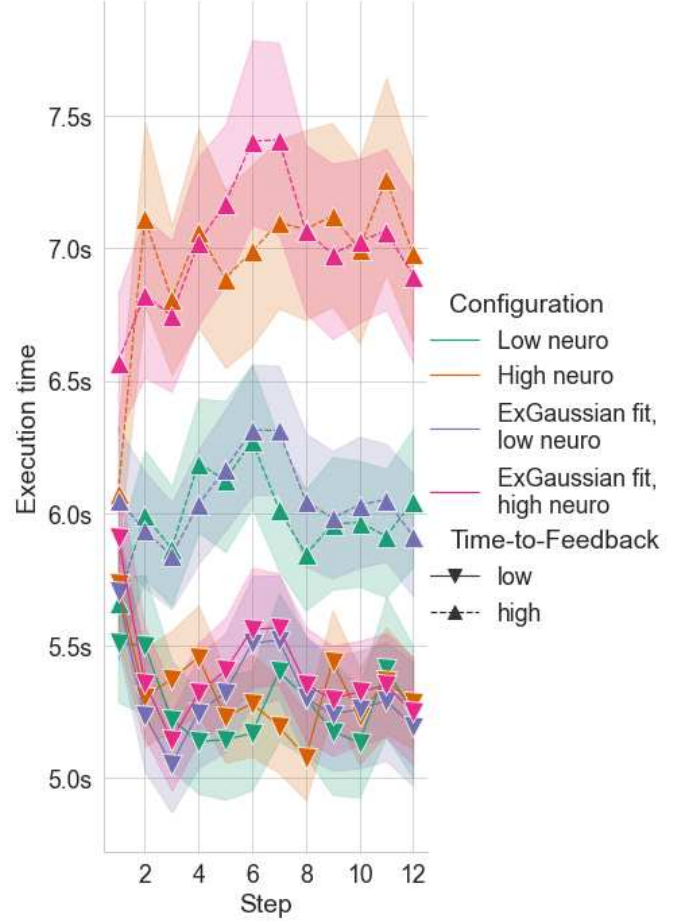 7.5s
7.0s
6.5s
6.0s
5.5s
5.0s
Execution time
2 4 6 8 10 12
Step
Configuration
Low neuro
High neuro
ExGaussian fit,
low neuro
ExGaussian fit,
high neuro
Time-to-Feedback
low
high